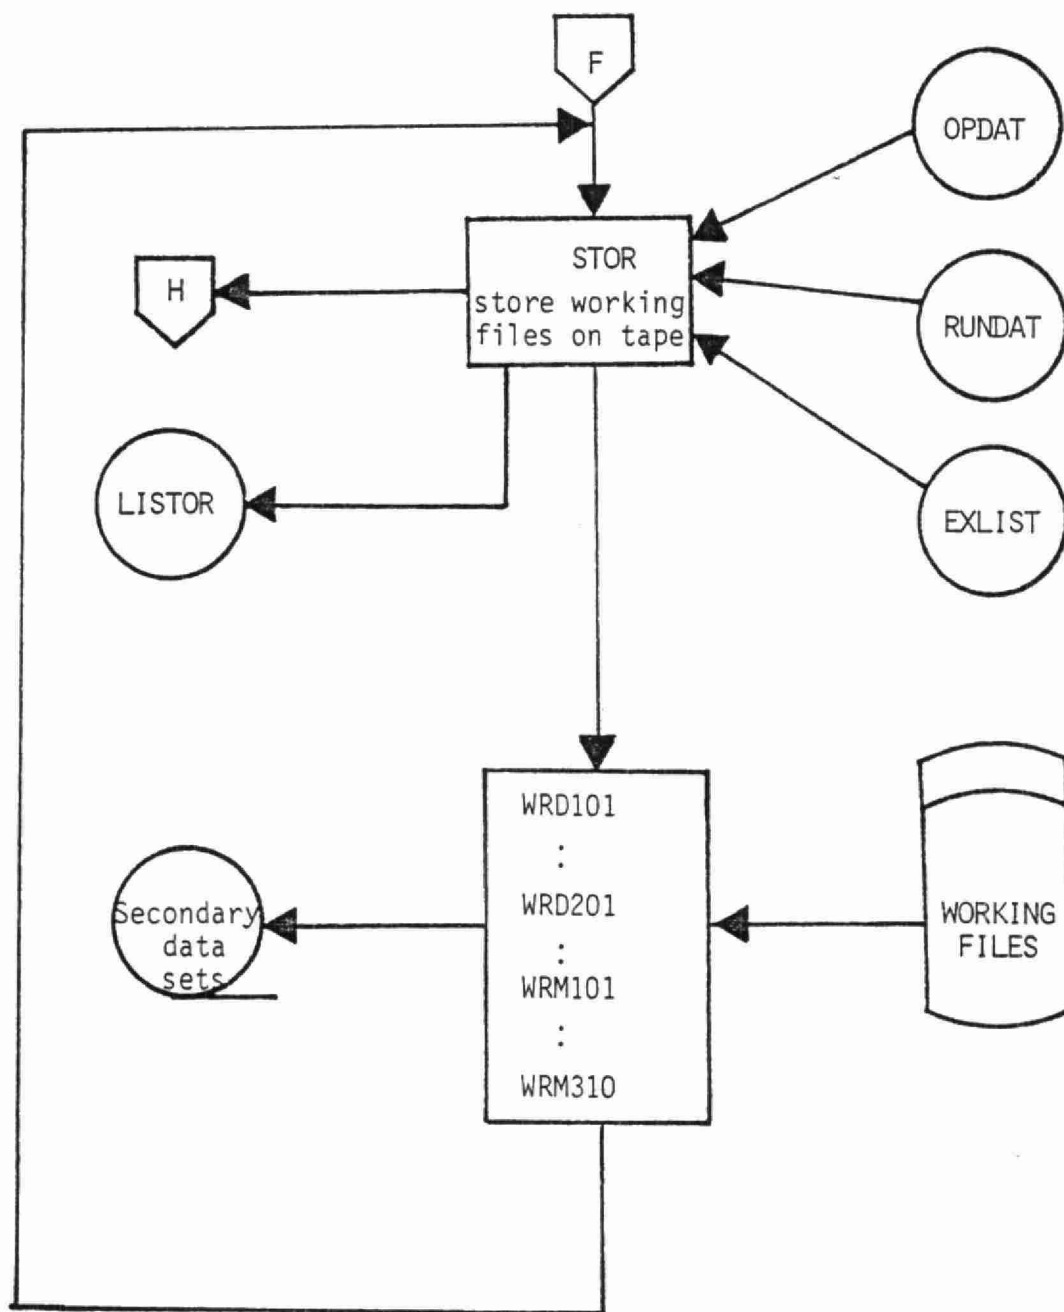 F
OPDAT
STOR
store working
files on tape
H
RUNDAT
LISTOR
EXLIST
WRD101
:
WRD201
:
WRM101
:
WRM310
Secondary
data
sets
WORKING
FILES